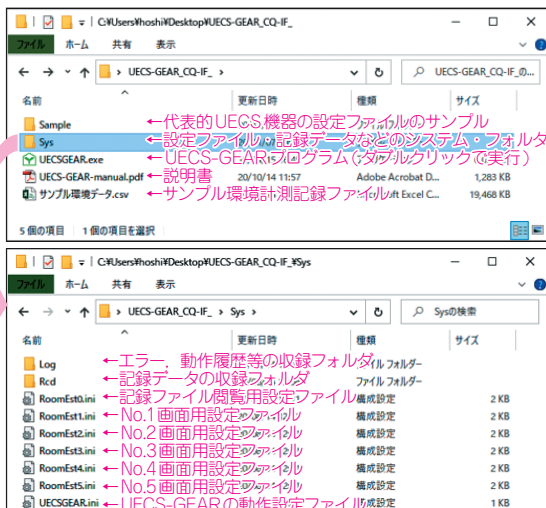 C:¥Users¥hoshi¥Desktop¥UECS-GEAR_CQ-IF_
ファイル ホーム 共有 表示
UECS-GEAR_CQ-IF_ UECS-GEAR_CQ-IF_の...
名前 更新日時 種類 サイズ
Sample ←代表的UECS機器の設定ファイルのサンプル
Sys ←設定ファイル，記録データなどのシステム・フォルダ
UECSGEAR.exe ←UECS-GEARプログラム(ダブルクリックで実行)
UECS-GEAR-manual.pdf ←説明書 20/10/14 11:57 Adobe Acrobat D... 1,283 KB
サンプル環境データ.csv ←サンプル環境計測記録ファイル Excel C... 19,468 KB
5 個の項目 1 個の項目を選択
C:¥Users¥hoshi¥Desktop¥UECS-GEAR_CQ-IF_¥Sys
ファイル ホーム 共有 表示
UECS-GEAR_CQ-IF_ › Sys › Sysの検索
名前 更新日時 種類 サイズ
Log ←エラー，動作履歴等の収録フォルダ
Rcd ←記録データの収録フォルダ ファイル フォルダー
RoomEst0.ini ←記録ファイル閲覧用設定ファイル 構成設定 2 KB
RoomEst1.ini ←No.1画面用設定ファイル 構成設定 2 KB
RoomEst2.ini ←No.2画面用設定ファイル 構成設定 2 KB
RoomEst3.ini ←No.3画面用設定ファイル 構成設定 2 KB
RoomEst4.ini ←No.4画面用設定ファイル 構成設定 2 KB
RoomEst5.ini ←No.5画面用設定ファイル 構成設定 2 KB
UECSGEAR.ini ←UECS-GEARの動作設定ファイル 構成設定 1 KB